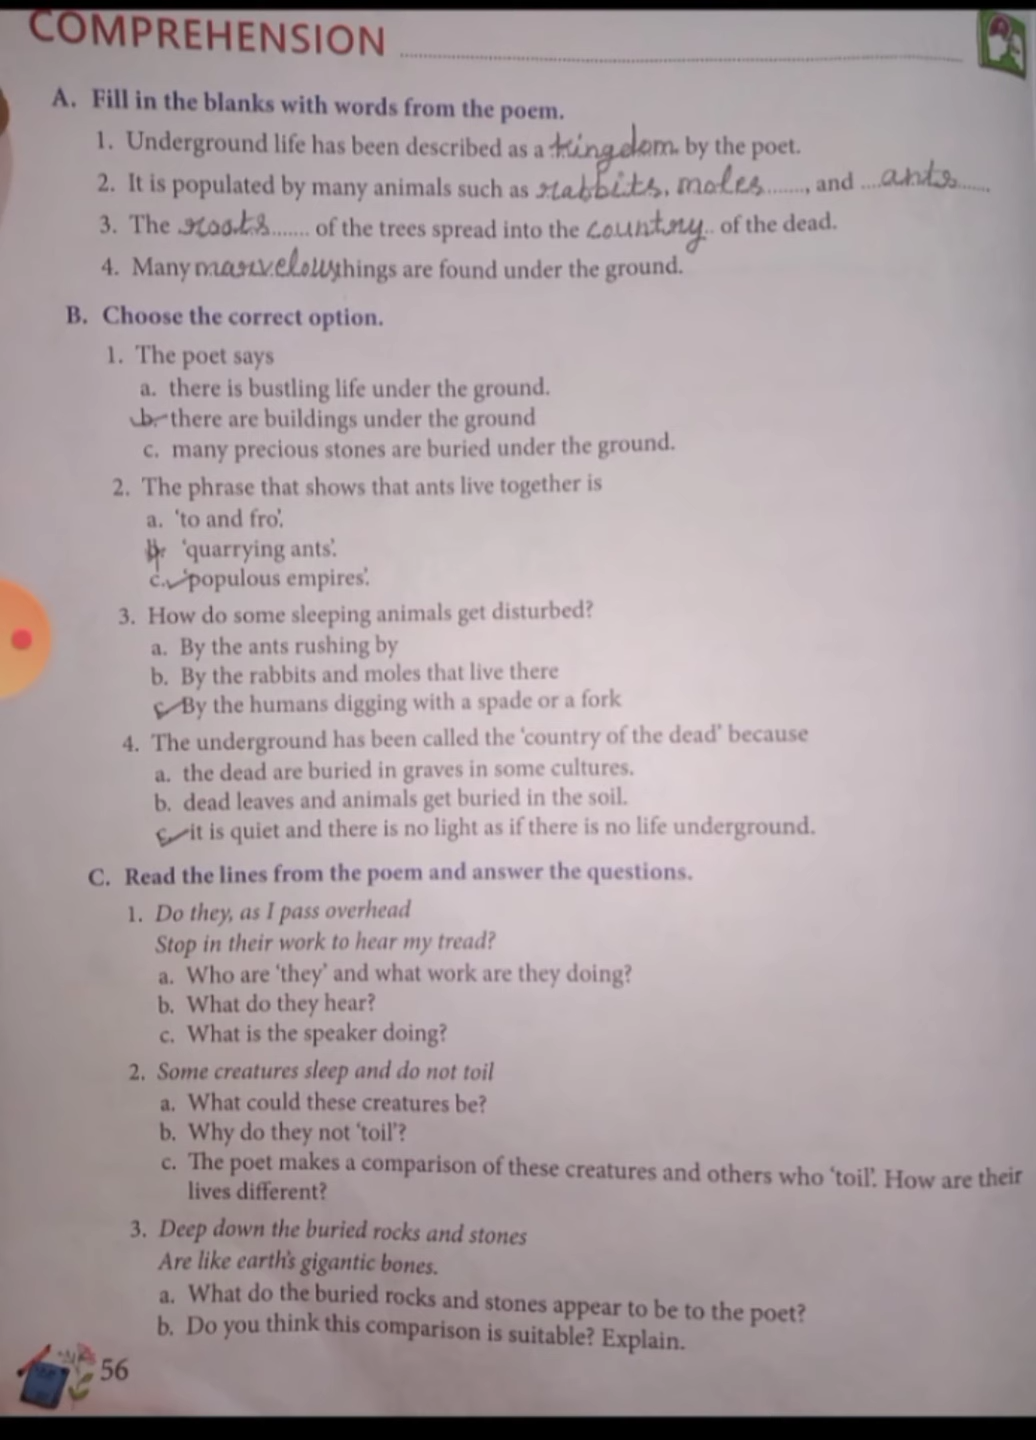 COMPREHENSION
A. Fill in the blanks with words from the poem.
1. Underground life has been described as a kingdom by the poet.
2. It is populated by many animals such as rabbits, moles......., and ....ants......
3. The roots....... of the trees spread into the country.. of the dead.
4. Many marvelous things are found under the ground.
B. Choose the correct option.
1. The poet says
a. there is bustling life under the ground.
b. there are buildings under the ground
c. many precious stones are buried under the ground.
2. The phrase that shows that ants live together is
a. 'to and fro'.
b. 'quarrying ants'.
c. 'populous empires'.
3. How do some sleeping animals get disturbed?
a. By the ants rushing by
b. By the rabbits and moles that live there
c. By the humans digging with a spade or a fork
4. The underground has been called the 'country of the dead' because
a. the dead are buried in graves in some cultures.
b. dead leaves and animals get buried in the soil.
c. it is quiet and there is no light as if there is no life underground.
C. Read the lines from the poem and answer the questions.
1. Do they, as I pass overhead
Stop in their work to hear my tread?
a. Who are 'they' and what work are they doing?
b. What do they hear?
c. What is the speaker doing?
2. Some creatures sleep and do not toil
a. What could these creatures be?
b. Why do they not 'toil'?
c. The poet makes a comparison of these creatures and others who 'toil'. How are their
lives different?
3. Deep down the buried rocks and stones
Are like earth's gigantic bones.
a. What do the buried rocks and stones appear to be to the poet?
b. Do you think this comparison is suitable? Explain.
56